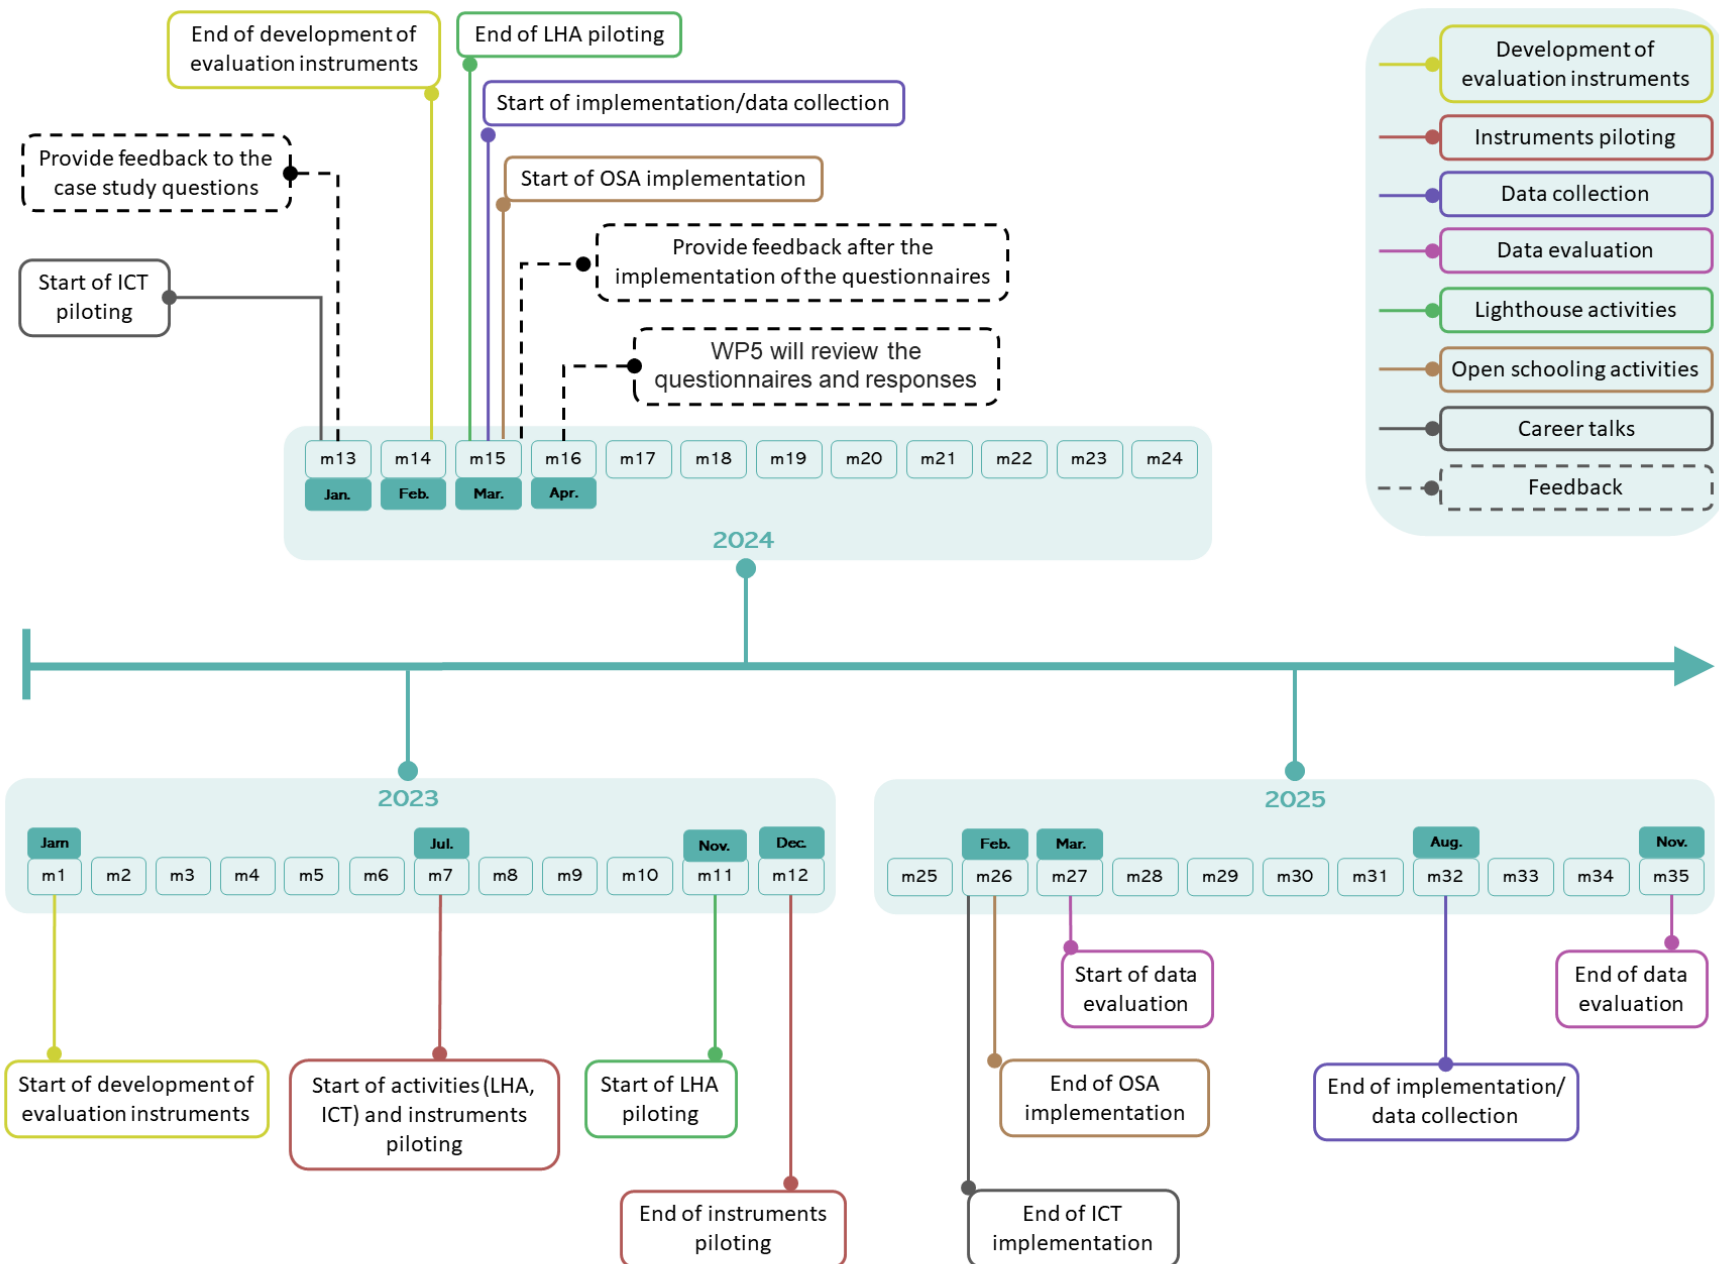 End of development of
evaluation instruments
End of LHA piloting
Start of implementation/data collection
Provide feedback to the
case study questions
Start of OSA implementation
Provide feedback after the
implementation of the questionnaires
Start of ICT
piloting
WP5 will review the
questionnaires and responses
Development of
evaluation instruments
Instruments piloting
Data collection
Data evaluation
Lighthouse activities
Open schooling activities
Career talks
Feedback
m13 m14 m15 m16 m17 m18 m19 m20 m21 m22 m23 m24
Jan. Feb. Mar. Apr.
2024
2023
Jarn Jul. Nov. Dec.
m1 m2 m3 m4 m5 m6 m7 m8 m9 m10 m11 m12
2025
Feb. Mar. Aug. Nov.
m25 m26 m27 m28 m29 m30 m31 m32 m33 m34 m35
Start of development of
evaluation instruments
Start of activities (LHA,
ICT) and instruments
piloting
Start of LHA
piloting
End of instruments
piloting
Start of data
evaluation
End of OSA
implementation
End of ICT
implementation
End of implementation/
data collection
End of data
evaluation